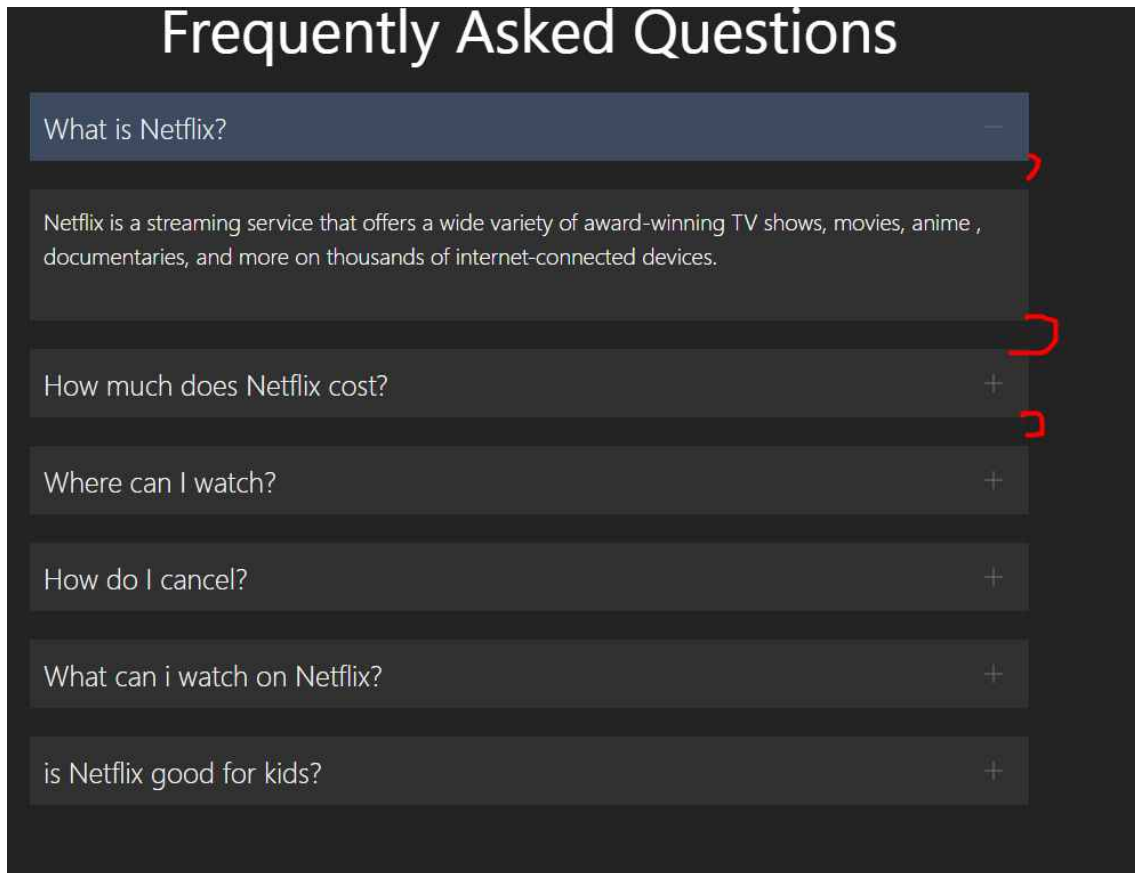 Frequently Asked Questions
What is Netflix?
Netflix is a streaming service that offers a wide variety of award-winning TV shows, movies, anime ,
documentaries, and more on thousands of internet-connected devices.
How much does Netflix cost?
Where can I watch?
How do I cancel?
What can i watch on Netflix?
is Netflix good for kids?